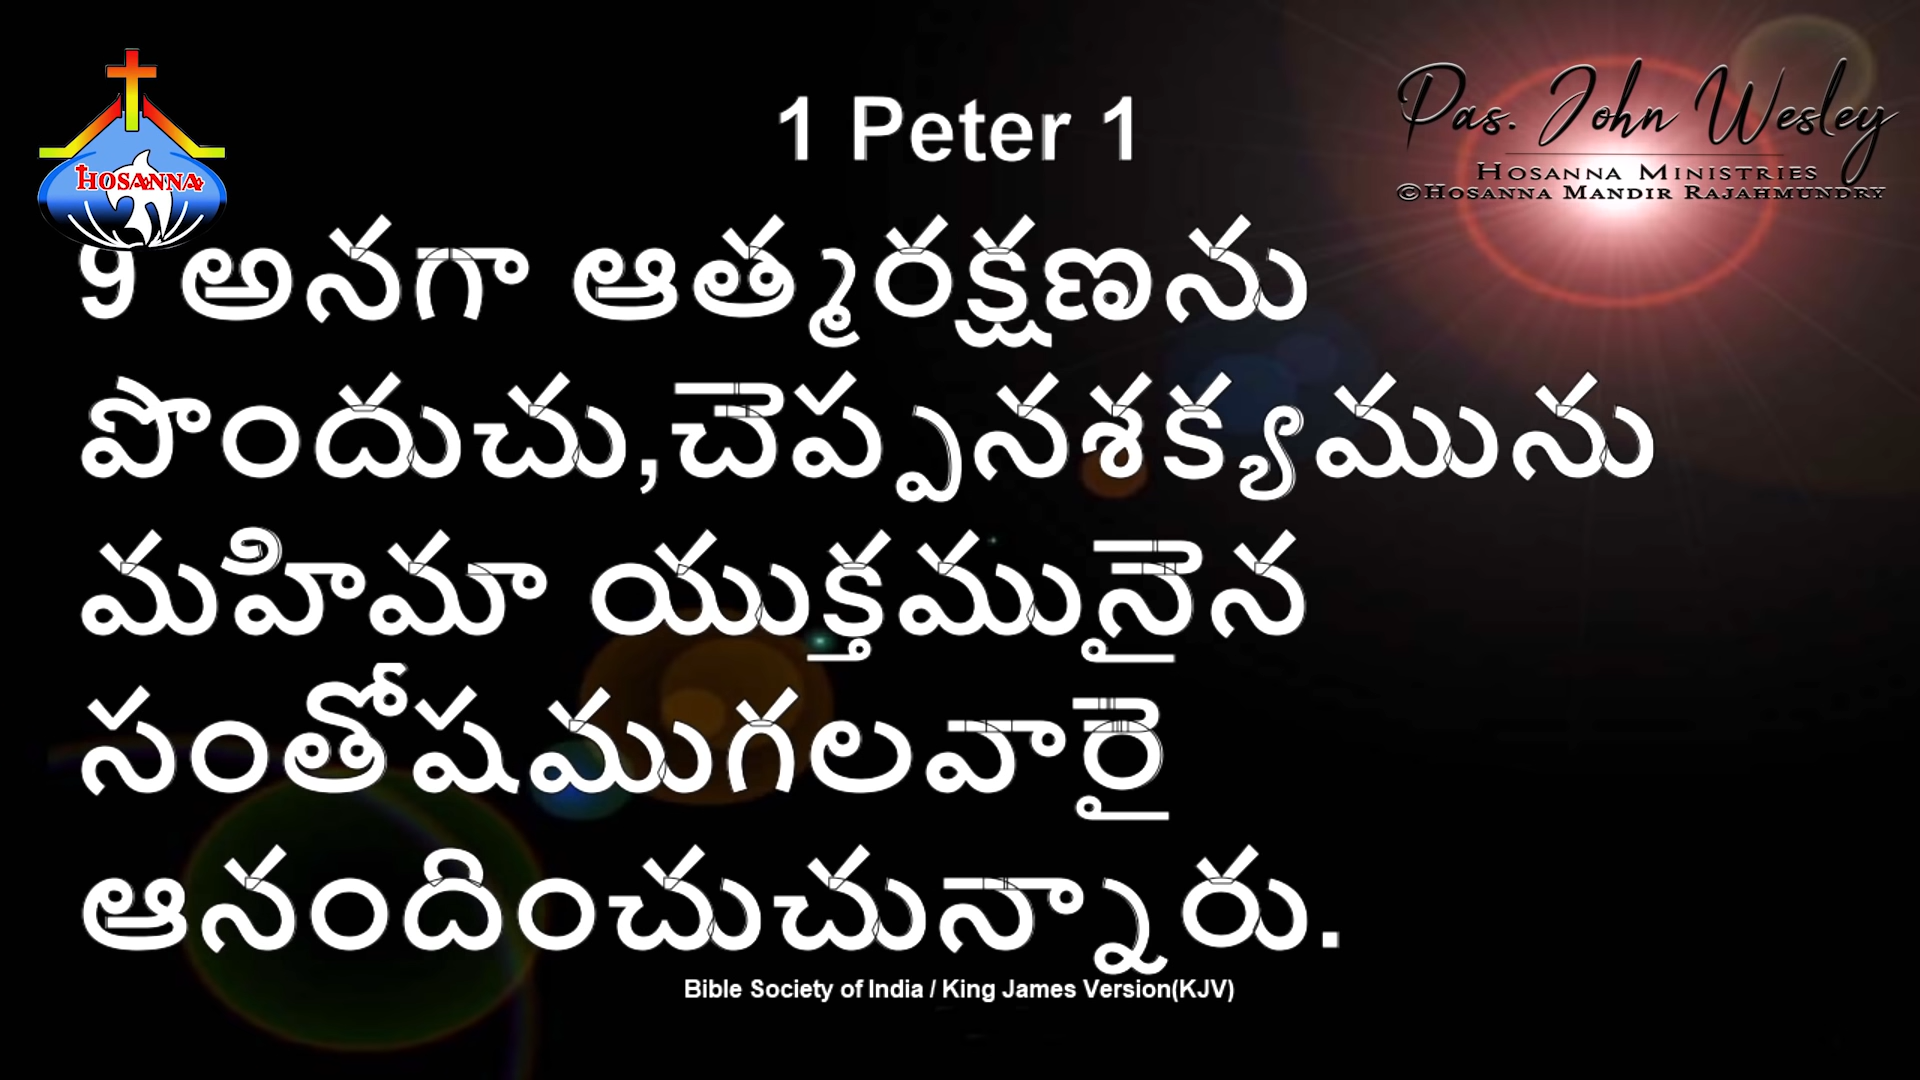 HOSANNA
1 Peter 1
Pas. John Wesley
HOSANNA MINISTRIES
©HOSANNA MANDIR RAJAHMUNDRY
9 అనగా ఆత్మరక్షణను
పొందుచు,చెప్పనశక్యమును
మహిమా యుక్తమునైన
సంతోషముగలవారై
ఆనందించుచున్నారు.
Bible Society of India / King James Version(KJV)